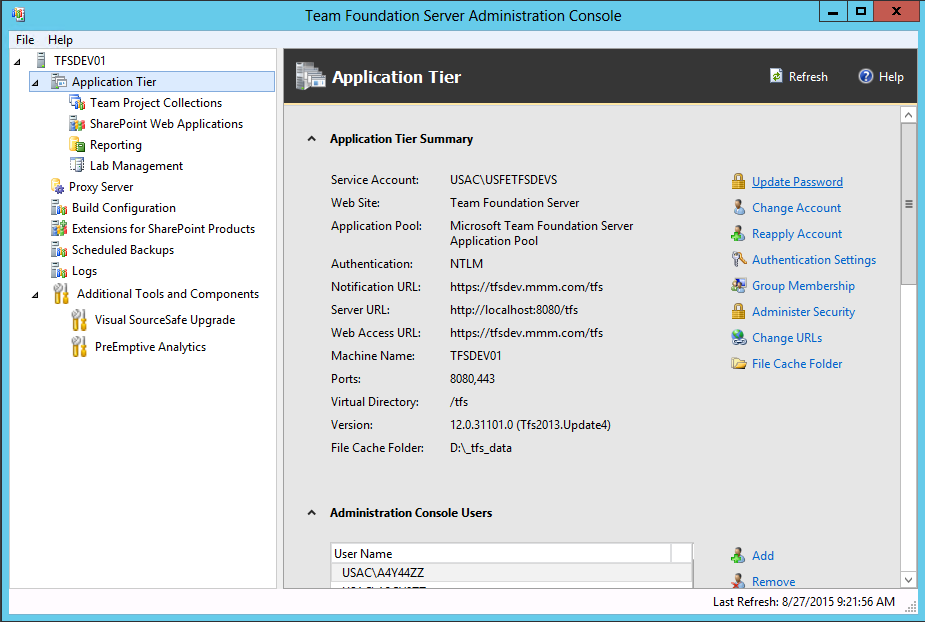 Team Foundation Server Administration Console
File Help
TFSDEV01
Application Tier
Team Project Collections
SharePoint Web Applications
Reporting
Lab Management
Proxy Server
Build Configuration
Extensions for SharePoint Products
Scheduled Backups
Logs
Additional Tools and Components
Visual SourceSafe Upgrade
PreEmptive Analytics
Application Tier
Refresh
Help
Application Tier Summary
Service Account: USAC\USFETFSDEVS
Web Site: Team Foundation Server
Application Pool: Microsoft Team Foundation Server
Application Pool
Authentication: NTLM
Notification URL: https://tfsdev.mmm.com/tfs
Server URL: http://localhost:8080/tfs
Web Access URL: https://tfsdev.mmm.com/tfs
Machine Name: TFSDEV01
Ports: 8080,443
Virtual Directory: /tfs
Version: 12.0.31101.0 (Tfs2013.Update4)
File Cache Folder: D:\_tfs_data
Update Password
Change Account
Reapply Account
Authentication Settings
Group Membership
Administer Security
Change URLs
File Cache Folder
Administration Console Users
User Name
USAC\A4Y44ZZ
Add
Remove
Last Refresh: 8/27/2015 9:21:56 AM